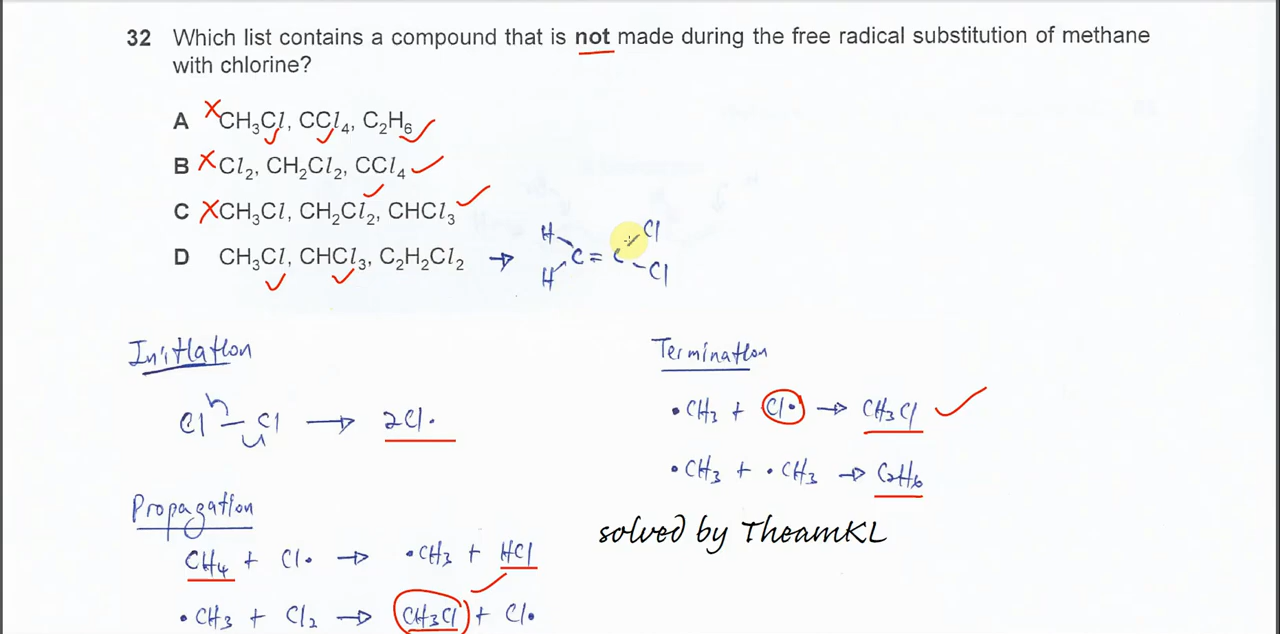 32 Which list contains a compound that is not made during the free radical substitution of methane
with chlorine?
A CH₃Cl, CCl₄, C₂H₆
B Cl₂, CH₂Cl₂, CCl₄
C CH₃Cl, CH₂Cl₂, CHCl₃
D CH₃Cl, CHCl₃, C₂H₂Cl₂ → H H C = C Cl Cl
Initiation
Cl – Cl → 2Cl•
Propagation
CH₄ + Cl• → •CH₃ + HCl
•CH₃ + Cl₂ → CH₃Cl + Cl•
Termination
•CH₃ + Cl• → CH₃Cl
•CH₃ + •CH₃ → C₂H₆
solved by TheamKL